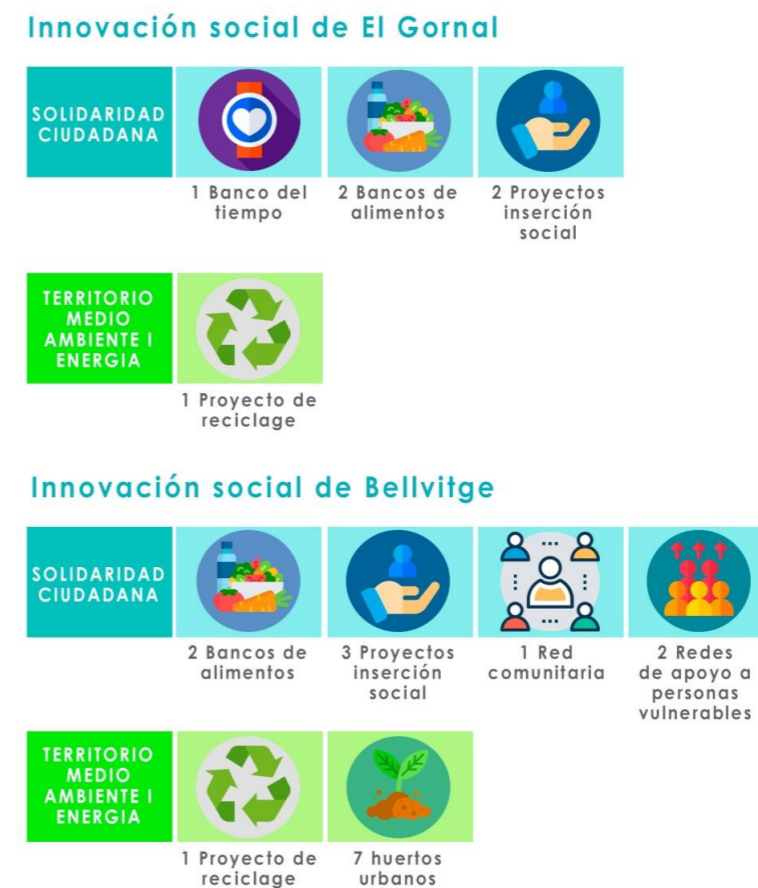 Innovación social de El Gornal
SOLIDARIDAD
CIUDADANA
1 Banco del
tiempo
2 Bancos de
alimentos
2 Proyectos
inserción
social
TERRITORIO
MEDIO
AMBIENTE I
ENERGIA
1 Proyecto de
reciclage
Innovación social de Bellvitge
SOLIDARIDAD
CIUDADANA
2 Bancos de
alimentos
3 Proyectos
inserción
social
1 Red
comunitaria
2 Redes
de apoyo a
personas
vulnerables
TERRITORIO
MEDIO
AMBIENTE I
ENERGIA
1 Proyecto de
reciclage
7 huertos
urbanos